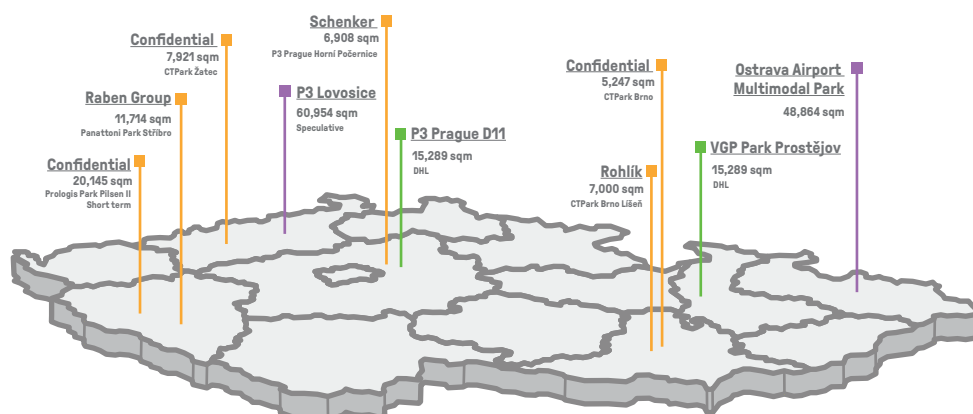 Schenker
6,908 sqm
P3 Prague Horní Počernice
Confidential
7,921 sqm
CTPark Žatec
Confidential
5,247 sqm
CTPark Brno
Ostrava Airport
Multimodal Park
48,864 sqm
Raben Group
11,714 sqm
Panattoni Park Stříbro
P3 Lovosice
60,954 sqm
Speculative
P3 Prague D11
15,289 sqm
DHL
VGP Park Prostějov
15,289 sqm
DHL
Confidential
20,145 sqm
Prologis Park Pilsen II
Short term
Rohlík
7,000 sqm
CTPark Brno Líšeň